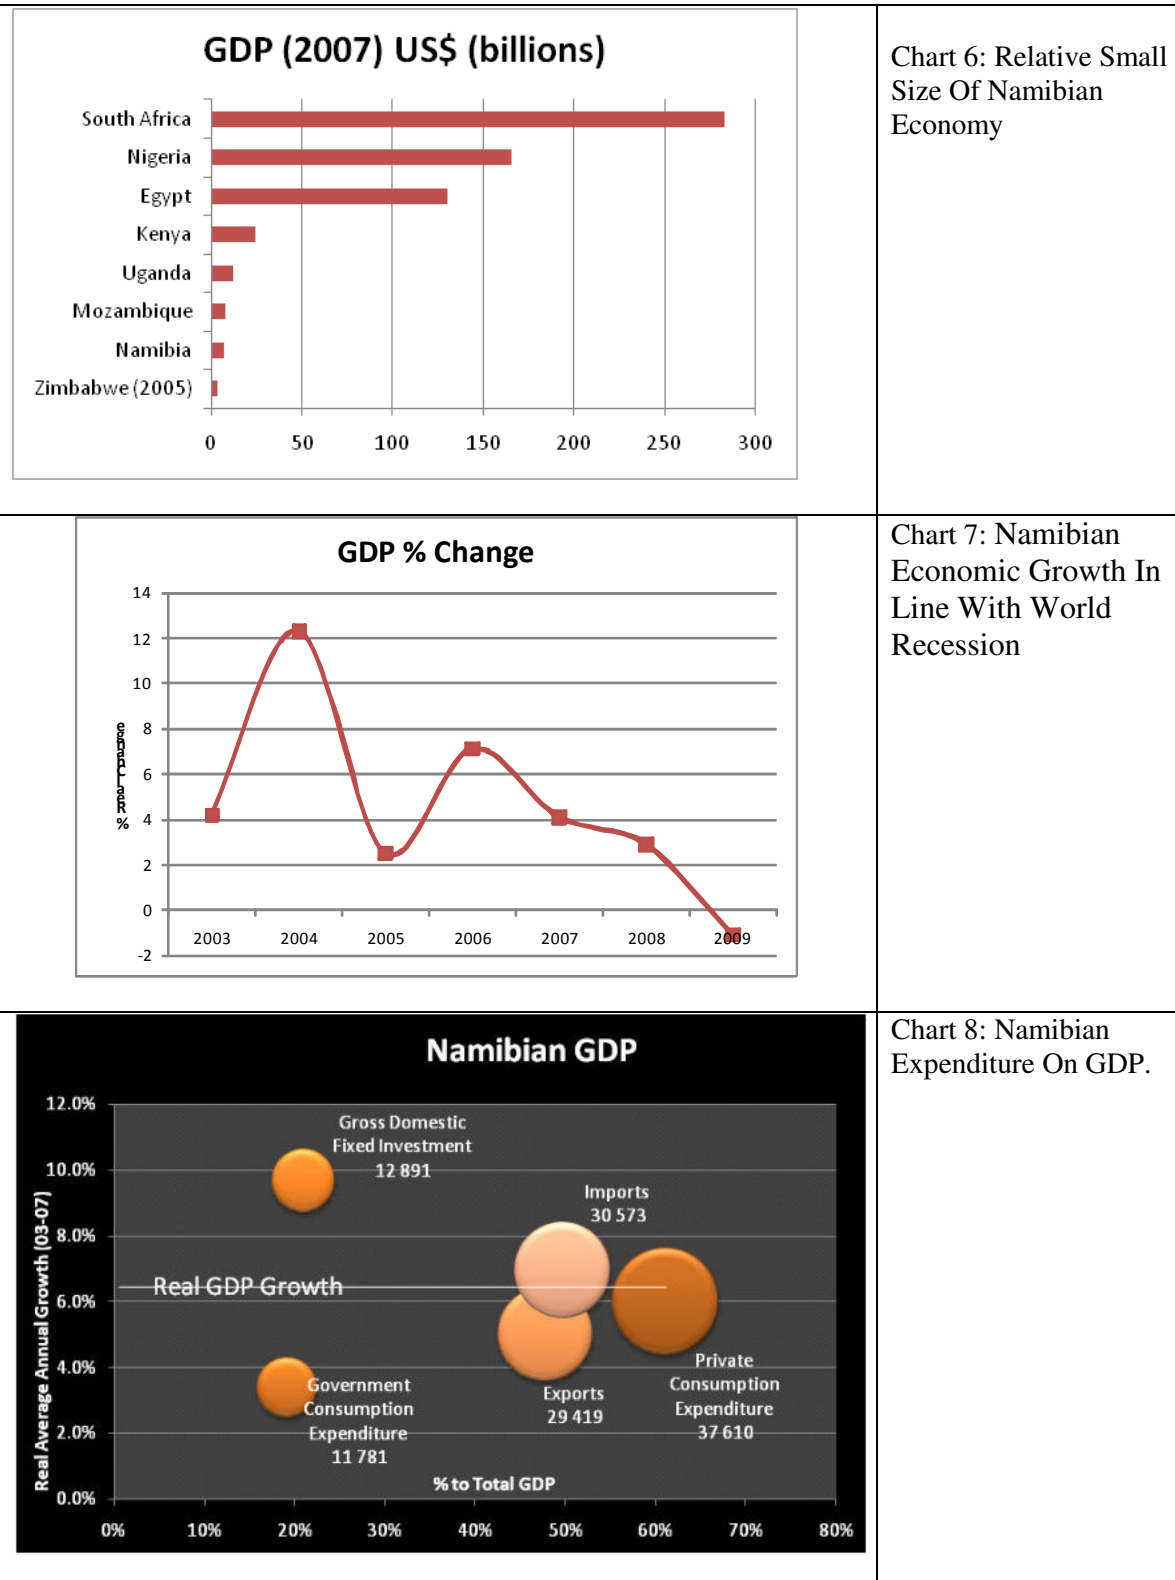 GDP (2007) US$ (billions)
South Africa
Nigeria
Egypt
Kenya
Uganda
Mozambique
Namibia
Zimbabwe (2005)
0 50 100 150 200 250 300
Chart 6: Relative Small
Size Of Namibian
Economy
GDP % Change
14
12
10
8
6
4
2
0
-2
% Real Change
2003 2004 2005 2006 2007 2008 2009
Chart 7: Namibian
Economic Growth In
Line With World
Recession
Namibian GDP
12.0%
10.0%
8.0%
6.0%
4.0%
2.0%
0.0%
Real Average Annual Growth (03-07)
Gross Domestic
Fixed Investment
12 891
Imports
30 573
Real GDP Growth
Government
Consumption
Expenditure
11 781
Exports
29 419
Private
Consumption
Expenditure
37 610
% to Total GDP
0% 10% 20% 30% 40% 50% 60% 70% 80%
Chart 8: Namibian
Expenditure On GDP.